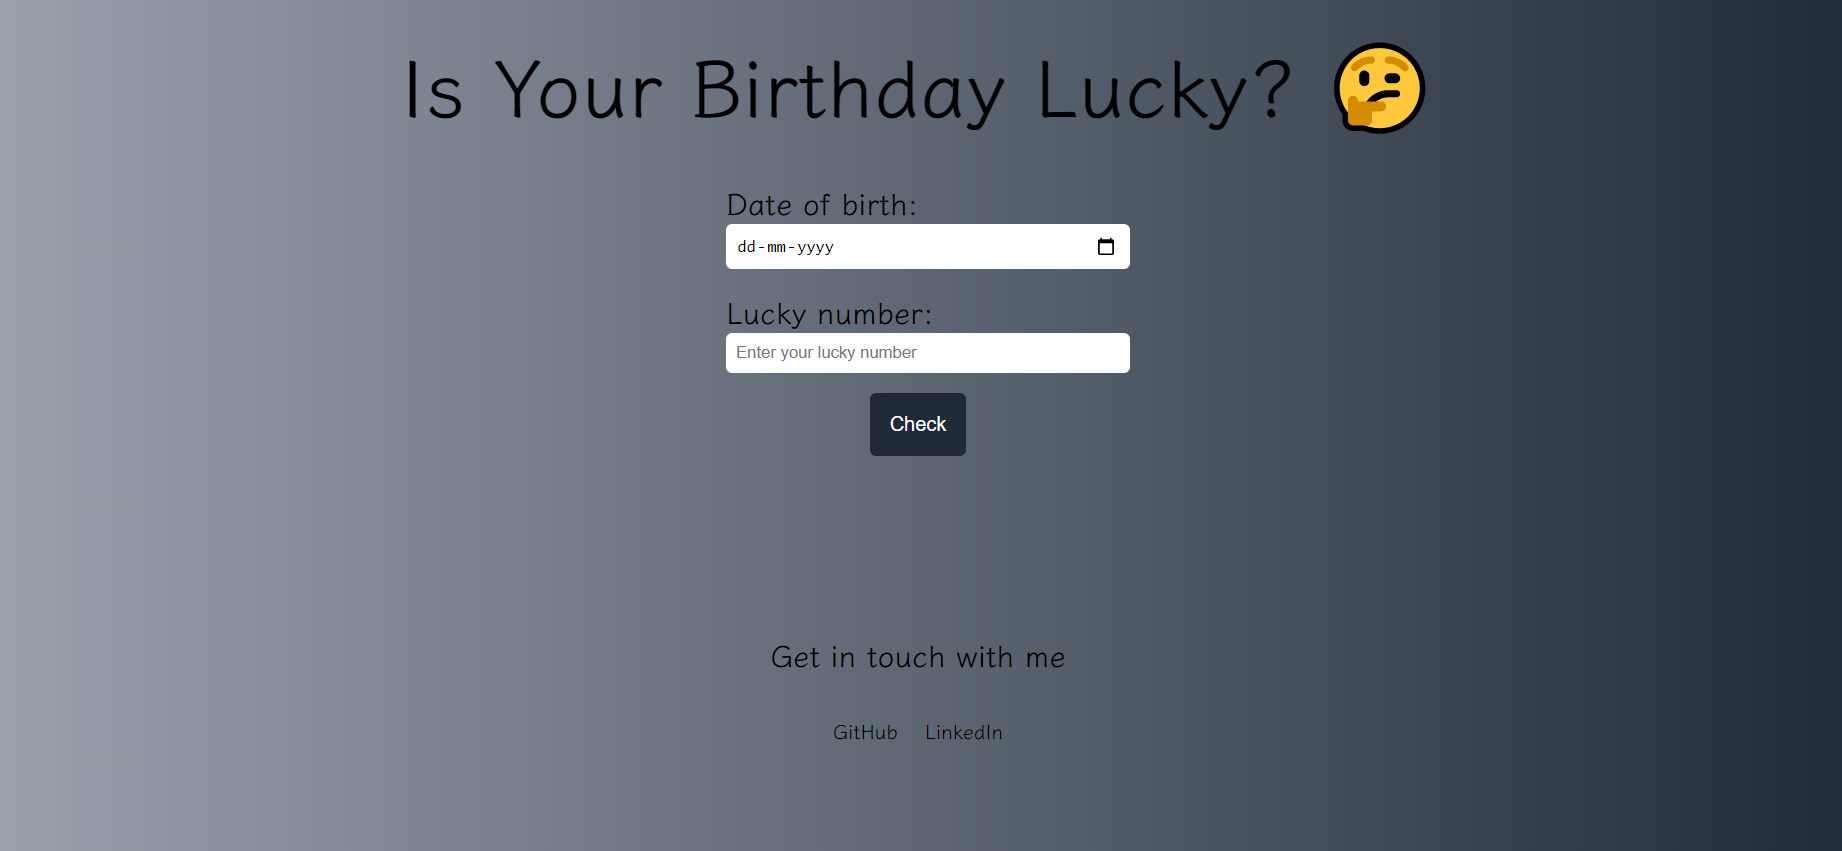 Is Your Birthday Lucky? 🤔
Date of birth:
dd-mm-yyyy
Lucky number:
Enter your lucky number
Check
Get in touch with me
GitHub LinkedIn